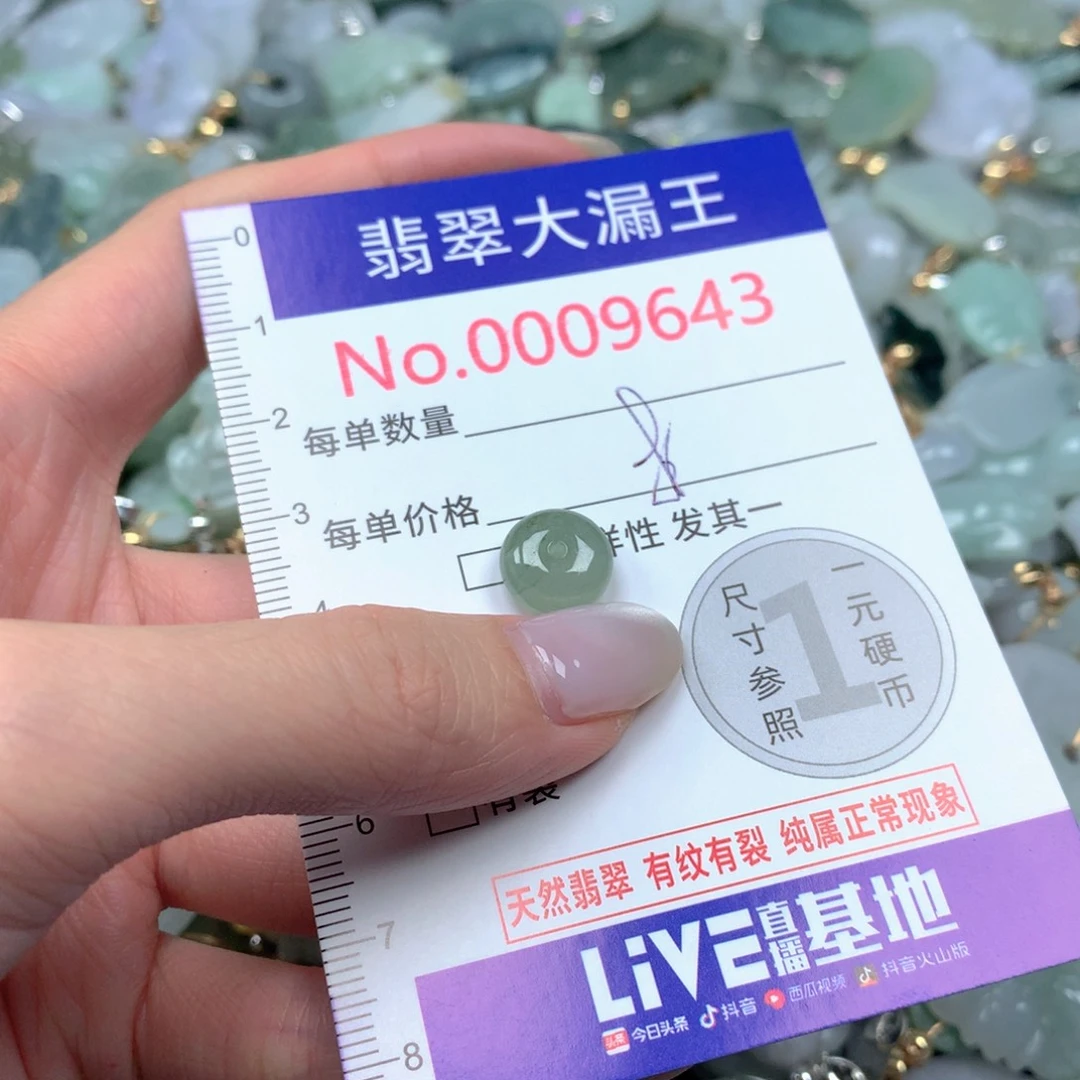 翡翠大漏王
No.0009643
每单数量
每单价格
样性 发其一
尺寸参照
1
一元硬币
有裂
天然翡翠 有纹有裂 纯属正常现象
LiVE直播基地
头条 今日头条 抖音 西瓜视频 抖音火山版
0
1
2
3
4
6
7
8